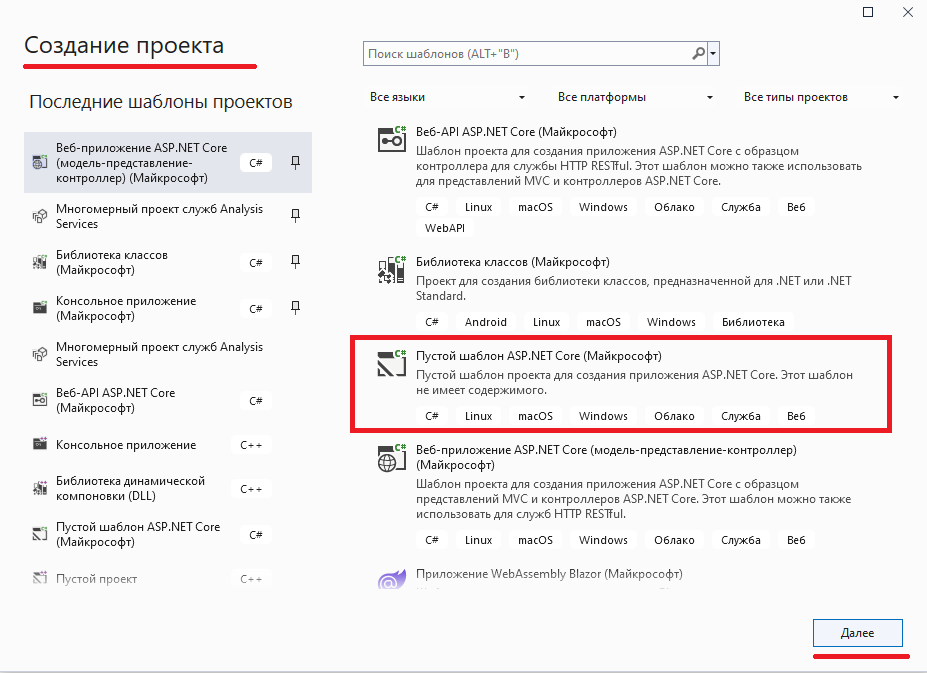 Создание проекта
Поиск шаблонов (ALT+"В")
Последние шаблоны проектов
Все языки
Все платформы
Все типы проектов
Веб-приложение ASP.NET Core
(модель-представление-
контроллер) (Майкрософт)
C#
Многомерный проект служб Analysis
Services
Библиотека классов
(Майкрософт)
C#
Консольное приложение
(Майкрософт)
C#
Многомерный проект служб Analysis
Services
Веб-API ASP.NET Core
(Майкрософт)
C#
Консольное приложение
C++
Библиотека динамической
компоновки (DLL)
C++
Пустой шаблон ASP.NET Core
(Майкрософт)
C#
Пустой проект
C++
Веб-API ASP.NET Core (Майкрософт)
Шаблон проекта для создания приложения ASP.NET Core с образцом
контроллера для службы HTTP RESTful. Этот шаблон можно также использовать
для представлений MVC и контроллеров ASP.NET Core.
C# Linux macOS Windows Облако Служба Веб
WebAPI
Библиотека классов (Майкрософт)
Проект для создания библиотеки классов, предназначенной для .NET или .NET
Standard.
C# Android Linux macOS Windows Библиотека
Пустой шаблон ASP.NET Core (Майкрософт)
Пустой шаблон проекта для создания приложения ASP.NET Core. Этот шаблон
не имеет содержимого.
C# Linux macOS Windows Облако Служба Веб
Веб-приложение ASP.NET Core (модель-представление-контроллер)
(Майкрософт)
Шаблон проекта для создания приложения ASP.NET Core с образцом
представлений MVC и контроллеров ASP.NET Core. Этот шаблон можно также
использовать для служб HTTP RESTful.
C# Linux macOS Windows Облако Служба Веб
Приложение WebAssembly Blazor (Майкрософт)
Далее